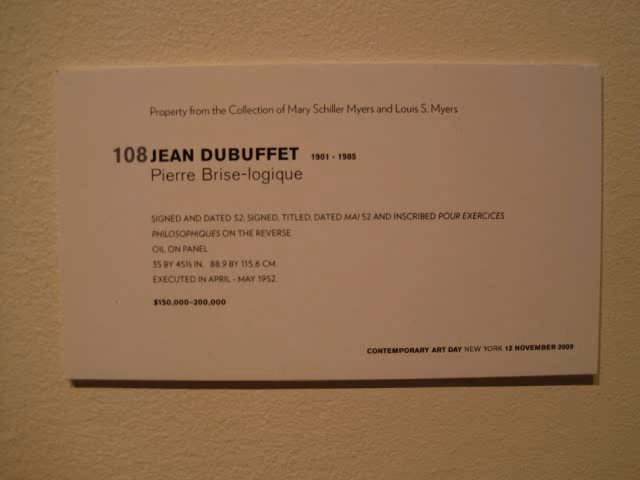 Property from the Collection of Mary Schiller Myers and Louis S. Myers
108 JEAN DUBUFFET 1901 - 1985
Pierre Brise-logique
SIGNED AND DATED 52; SIGNED, TITLED, DATED MAI 52 AND INSCRIBED POUR EXERCICES
PHILOSOPHIQUES ON THE REVERSE
OIL ON PANEL
35 BY 45½ IN. 88.9 BY 115.6 CM.
EXECUTED IN APRIL - MAY 1952.
$150,000-200,000
CONTEMPORARY ART DAY NEW YORK 12 NOVEMBER 2009